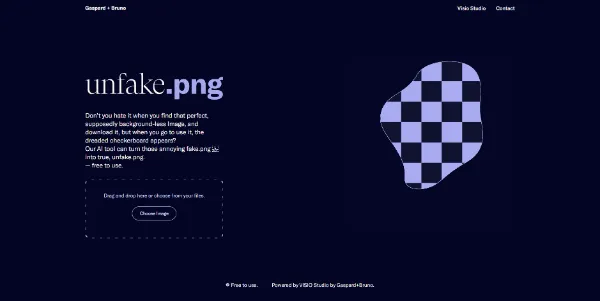 Gaspard + Bruno
Visio Studio
Contact
unfake.png
Don't you hate it when you find that perfect,
supposedly background-less image, and
download it, but when you go to use it, the
dreaded checkerboard appears?
Our AI tool can turn those annoying fake.png
into true, unfake.png.
— free to use.
Drag and drop here or choose from your files.
Choose Image
Free to use.
Powered by VISIO Studio by Gaspard+Bruno.